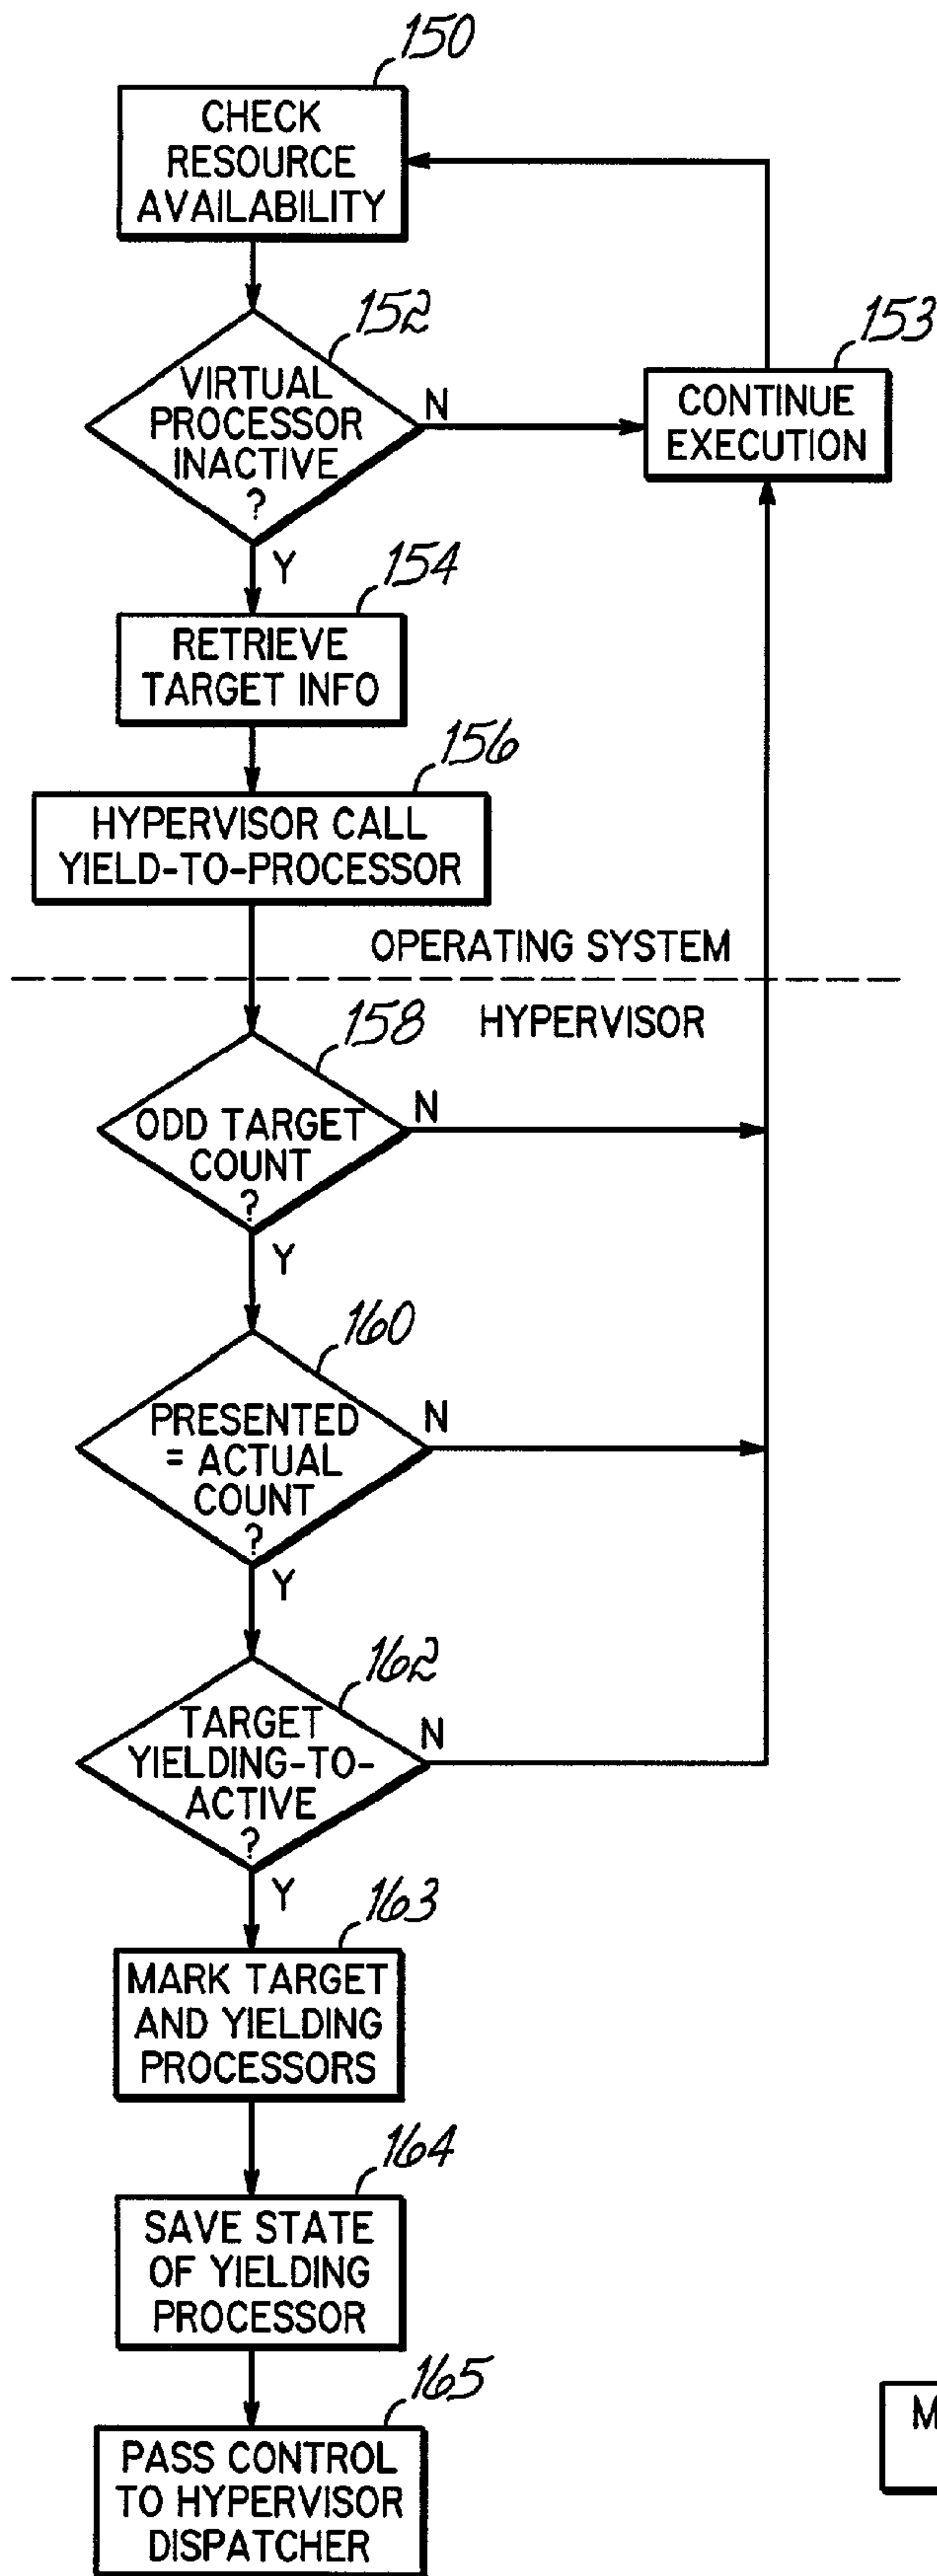 150
CHECK
RESOURCE
AVAILABILITY
152
VIRTUAL
PROCESSOR
INACTIVE
?
N
Y
153
CONTINUE
EXECUTION
154
RETRIEVE
TARGET INFO
156
HYPERVISOR CALL
YIELD-TO-PROCESSOR
OPERATING SYSTEM
HYPERVISOR
158
ODD TARGET
COUNT
?
N
Y
160
PRESENTED
= ACTUAL
COUNT
?
N
Y
162
TARGET
YIELDING-TO-
ACTIVE
?
N
Y
163
MARK TARGET
AND YIELDING
PROCESSORS
164
SAVE STATE
OF YIELDING
PROCESSOR
165
PASS CONTROL
TO HYPERVISOR
DISPATCHER